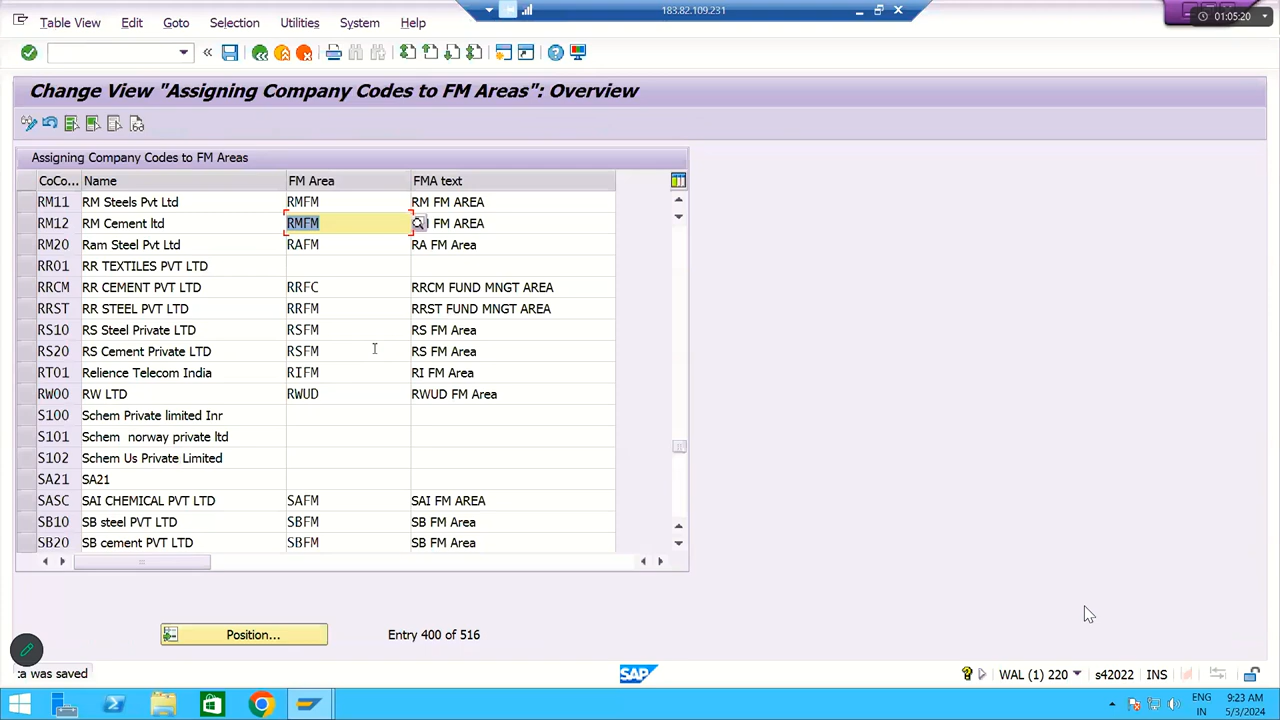 183.82.109.231
01:05:20
Table View Edit Goto Selection Utilities System Help
Change View "Assigning Company Codes to FM Areas": Overview
Assigning Company Codes to FM Areas
CoCo... Name FM Area FMA text
RM11 RM Steels Pvt Ltd RMFM RM FM AREA
RM12 RM Cement ltd RMFM FM AREA
RM20 Ram Steel Pvt Ltd RAFM RA FM Area
RR01 RR TEXTILES PVT LTD
RRCM RR CEMENT PVT LTD RRFC RRCM FUND MNGT AREA
RRST RR STEEL PVT LTD RRFM RRST FUND MNGT AREA
RS10 RS Steel Private LTD RSFM RS FM Area
RS20 RS Cement Private LTD RSFM RS FM Area
RT01 Relience Telecom India RIFM RI FM Area
RW00 RW LTD RWUD RWUD FM Area
S100 Schem Private limited Inr
S101 Schem norway private ltd
S102 Schem Us Private Limited
SA21 SA21
SASC SAI CHEMICAL PVT LTD SAFM SAI FM AREA
SB10 SB steel PVT LTD SBFM SB FM Area
SB20 SB cement PVT LTD SBFM SB FM Area
Position... Entry 400 of 516
was saved
SAP
WAL (1) 220 s42022 INS
ENG 9:23 AM
IN 5/3/2024